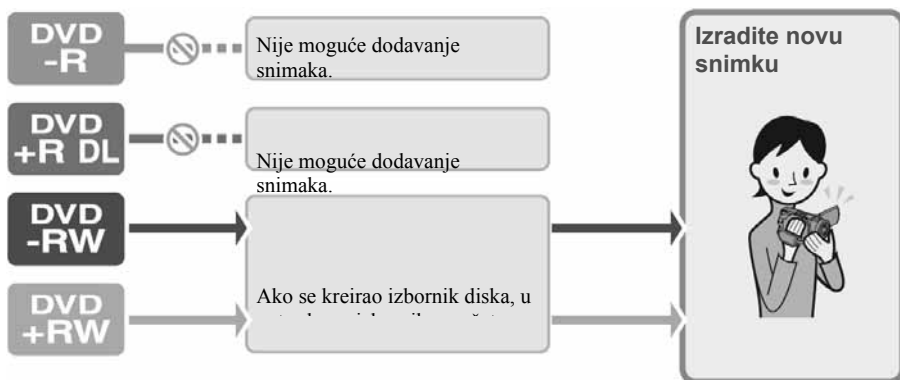 DVD
-R
Nije moguće dodavanje
snimaka.
DVD
+R DL
Nije moguće dodavanje
snimaka.
DVD
-RW
DVD
+RW
Ako se kreirao izbornik diska, u
Izradite novu
snimku